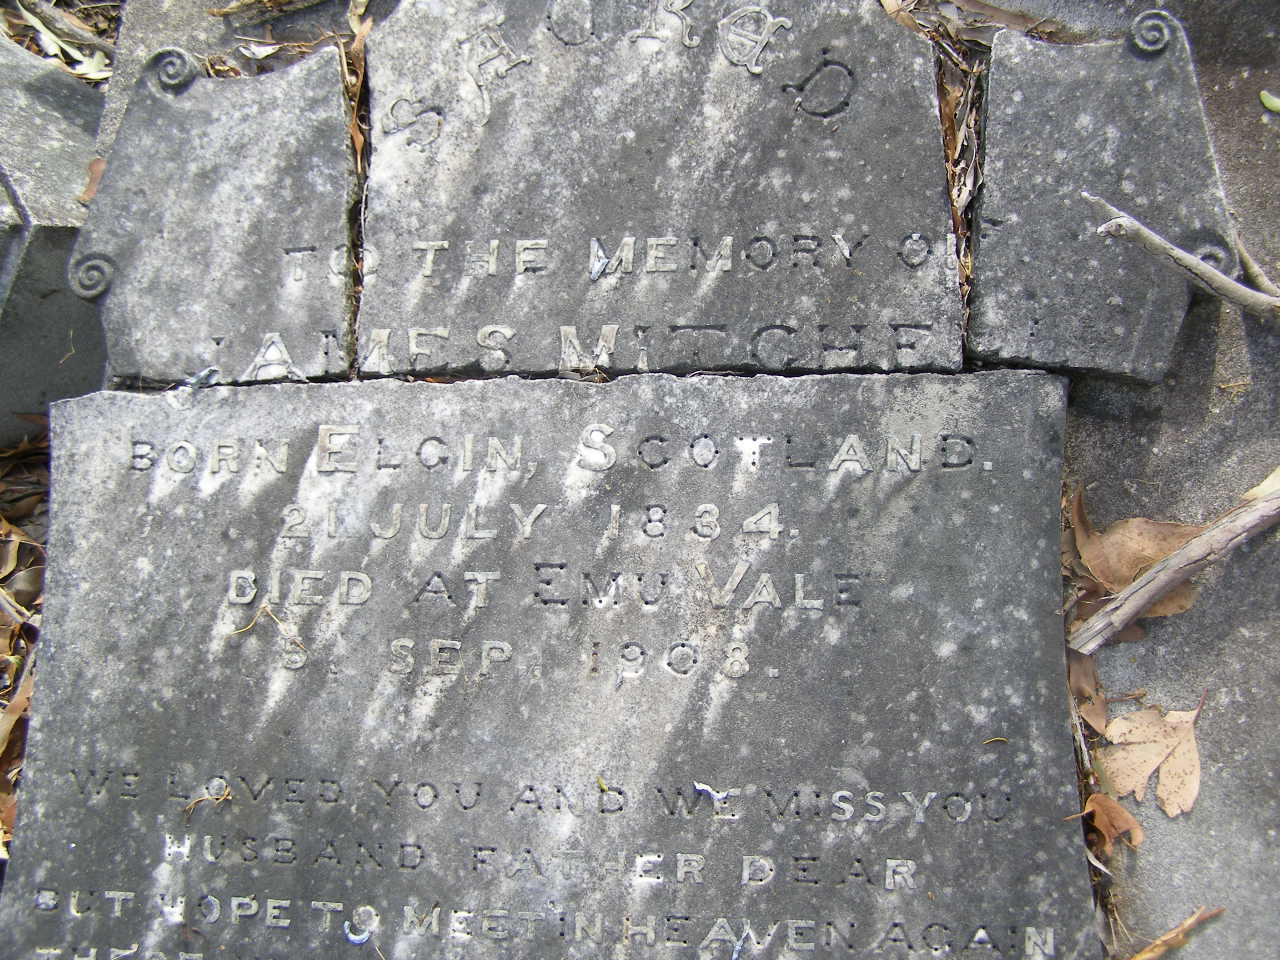 SACRED
TO THE MEMORY OF
JAMES MITCHELL
BORN ELGIN, SCOTLAND.
21 JULY 1834.
DIED AT EMU VALE
5. SEP. 1908.
WE LOVED YOU AND WE MISS YOU
HUSBAND FATHER DEAR
BUT HOPE TO MEET IN HEAVEN AGAIN